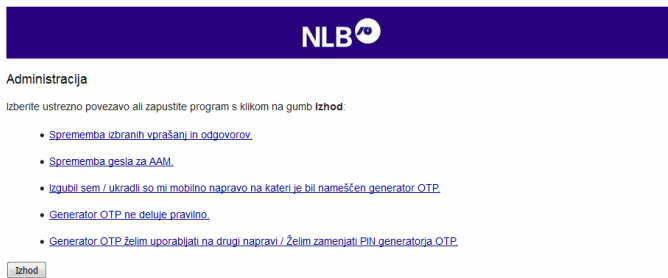 NLB
Administracija
Izberite ustrezno povezavo ali zapustite program s klikom na gumb Izhod:
• Sprememba izbranih vprašanj in odgovorov.
• Sprememba gesla za AAM.
• Izgubil sem / ukradli so mi mobilno napravo na kateri je bil nameščen generator OTP.
• Generator OTP ne deluje pravilno.
• Generator OTP želim uporabljati na drugi napravi / Želim zamenjati PIN generatorja OTP.
Izhod